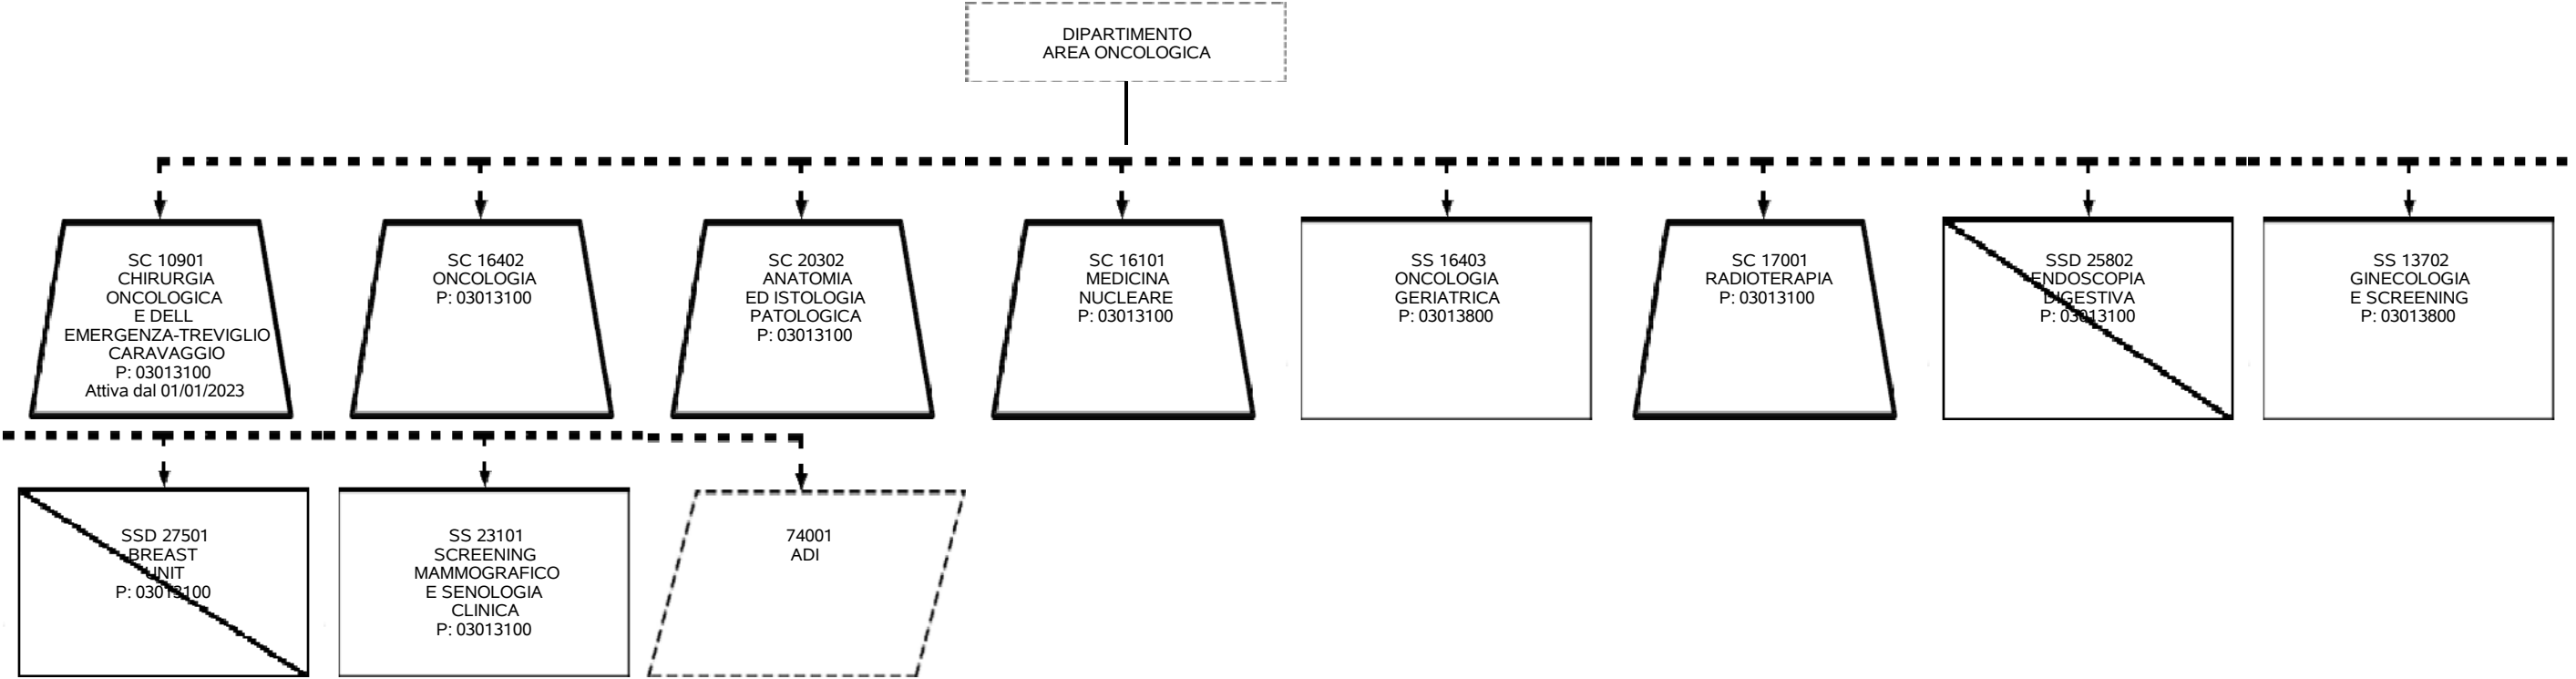 DIPARTIMENTO
AREA ONCOLOGICA
SC 10901
CHIRURGIA
ONCOLOGICA
E DELL
EMERGENZA-TREVIGLIO
CARAVAGGIO
P: 03013100
Attiva dal 01/01/2023
SC 16402
ONCOLOGIA
P: 03013100
SC 20302
ANATOMIA
ED ISTOLOGIA
PATOLOGICA
P: 03013100
SC 16101
MEDICINA
NUCLEARE
P: 03013100
SS 16403
ONCOLOGIA
GERIATRICA
P: 03013800
SC 17001
RADIOTERAPIA
P: 03013100
SSD 25802
ENDOSCOPIA
DIGESTIVA
P: 03013100
SS 13702
GINECOLOGIA
E SCREENING
P: 03013800
SSD 27501
BREAST
UNIT
P: 03013100
SS 23101
SCREENING
MAMMOGRAFICO
E SENOLOGIA
CLINICA
P: 03013100
74001
ADI